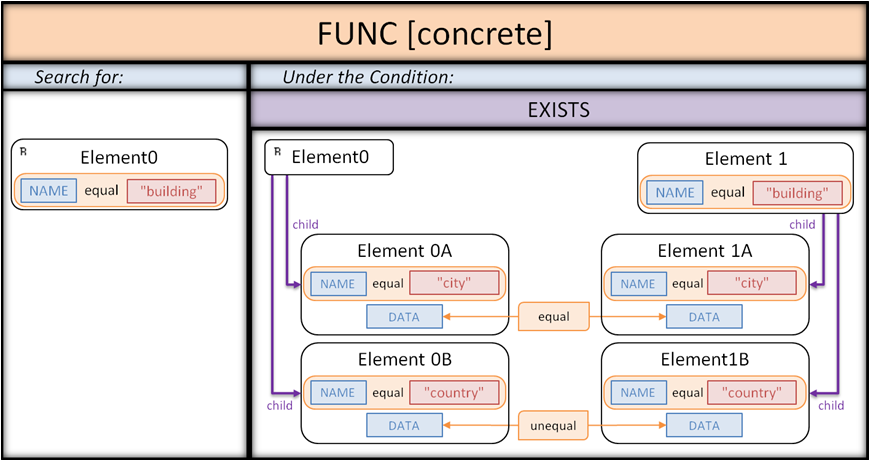 FUNC [concrete]
Search for:
Under the Condition:
EXISTS
R Element0
NAME equal "building"
R Element0
Element 1
NAME equal "building"
child
child
Element 0A
NAME equal "city"
DATA
equal
Element 1A
NAME equal "city"
DATA
Element 0B
NAME equal "country"
DATA
child
unequal
Element1B
NAME equal "country"
DATA
child